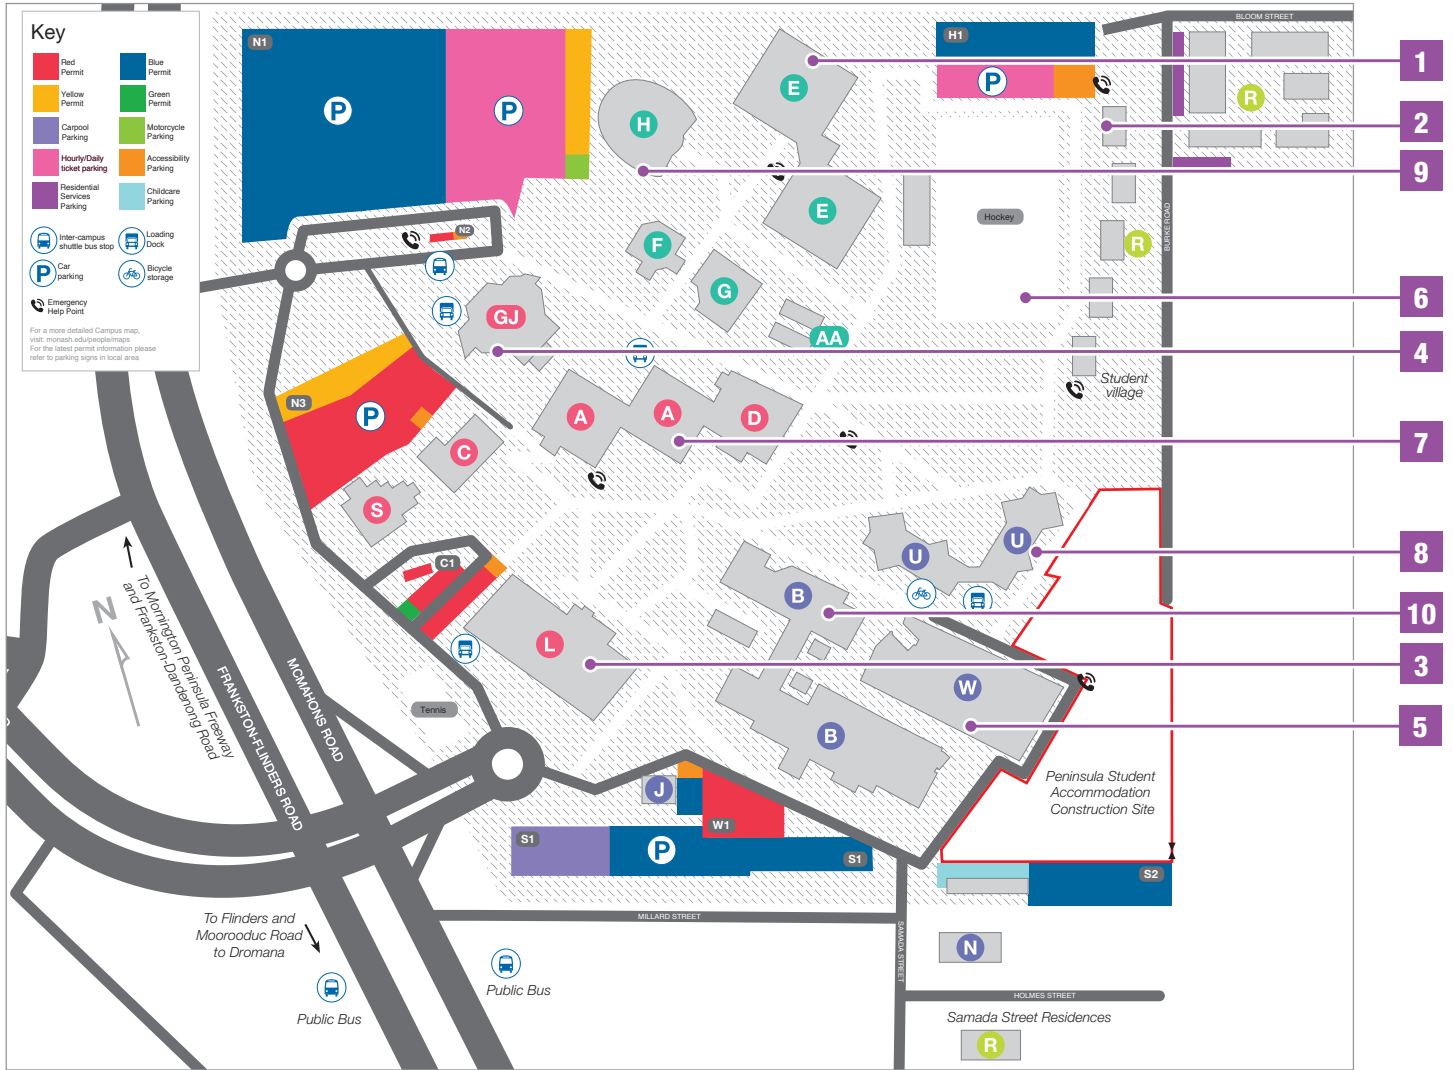 Key
Red
Permit
Blue
Permit
Yellow
Permit
Green
Permit
Carpool
Parking
Motorcycle
Parking
Hourly/Daily
ticket parking
Accessibility
Parking
Residential
Services
Parking
Childcare
Parking
Inter-campus
shuttle bus stop
Loading
Dock
P
Car
parking
Bicycle
storage
Emergency
Help Point
For a more detailed Campus map,
visit: monash.edu/people/maps
For the latest permit information please
refer to parking signs in local area
N1
P
P
H
E
E
H1
P
BLOOM STREET
R
1
2
9
N2
F
G
AA
Hockey
R
BURKE ROAD
6
GJ
4
N3
P
C
S
A
A
D
Student
village
7
C1
L
U
U
8
B
10
3
W
B
5
N
To Mornington Peninsula Freeway
and Frankston-Dandenong Road
FRANKSTON-FLINDERS ROAD
MCMAHONS ROAD
Tennis
J
W1
S1
P
S1
Peninsula Student
Accommodation
Construction Site
S2
To Flinders and
Moorooduc Road
to Dromana
Public Bus
Public Bus
MILLARD STREET
SAMADA STREET
N
HOLMES STREET
Samada Street Residences
R